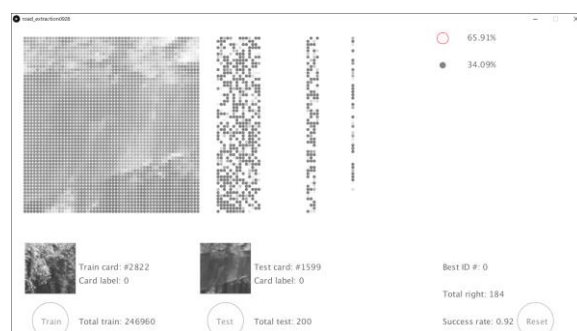 road_extraction0928
65.91%
34.09%
Train card: #2822
Card label: 0
Test card: #1599
Card label: 0
Best ID #: 0
Total right: 184
Train
Total train: 246960
Test
Total test: 200
Success rate: 0.92
Reset